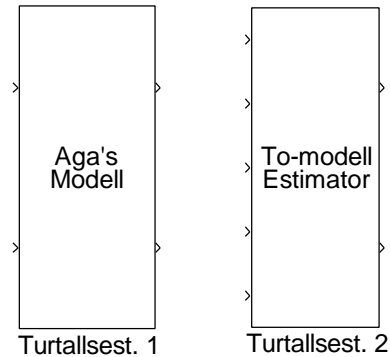 Aga's
Modell
Turtallsest. 1
To-modell
Estimator
Turtallsest. 2